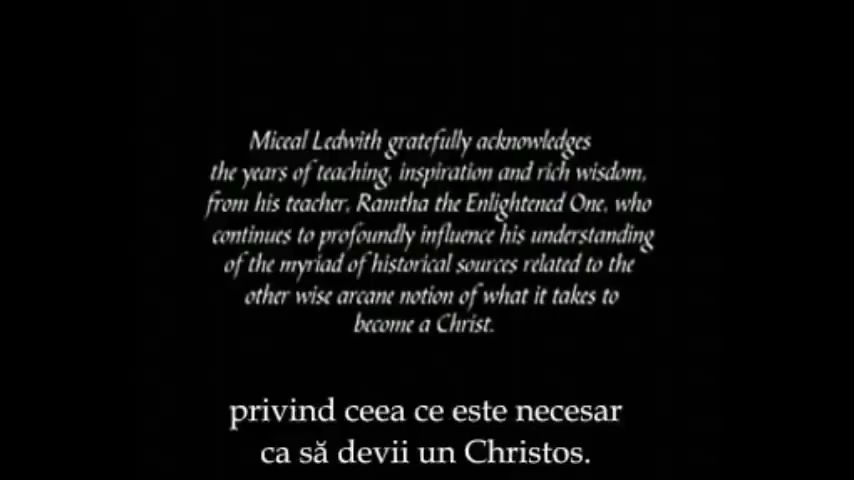 Miceal Ledwith gratefully acknowledges
the years of teaching, inspiration and rich wisdom,
from his teacher, Ramtha the Enlightened One, who
continues to profoundly influence his understanding
of the myriad of historical sources related to the
other wise arcane notion of what it takes to
become a Christ.
privind ceea ce este necesar
ca să devii un Christos.